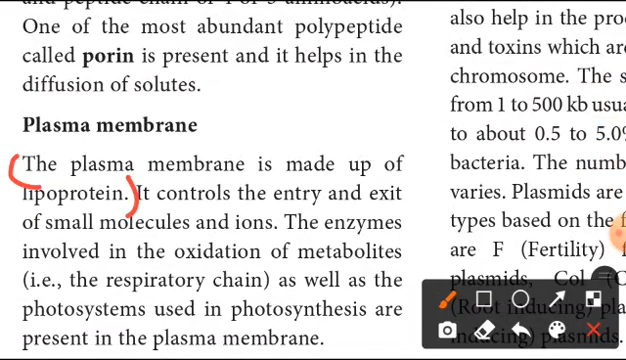 One of the most abundant polypeptide
called porin is present and it helps in the
diffusion of solutes.
Plasma membrane
The plasma membrane is made up of
lipoprotein. It controls the entry and exit
of small molecules and ions. The enzymes
involved in the oxidation of metabolites
(i.e., the respiratory chain) as well as the
photosystems used in photosynthesis are
present in the plasma membrane.
also help in the
and toxins which
chromosome. The
from 1 to 500 kb
to about 0.5 to 5.0%
bacteria. The
varies. Plasmids are
types based on the
are F (Fertility)
plasmids, Col
(Root inducing)
inducing) plasmids.